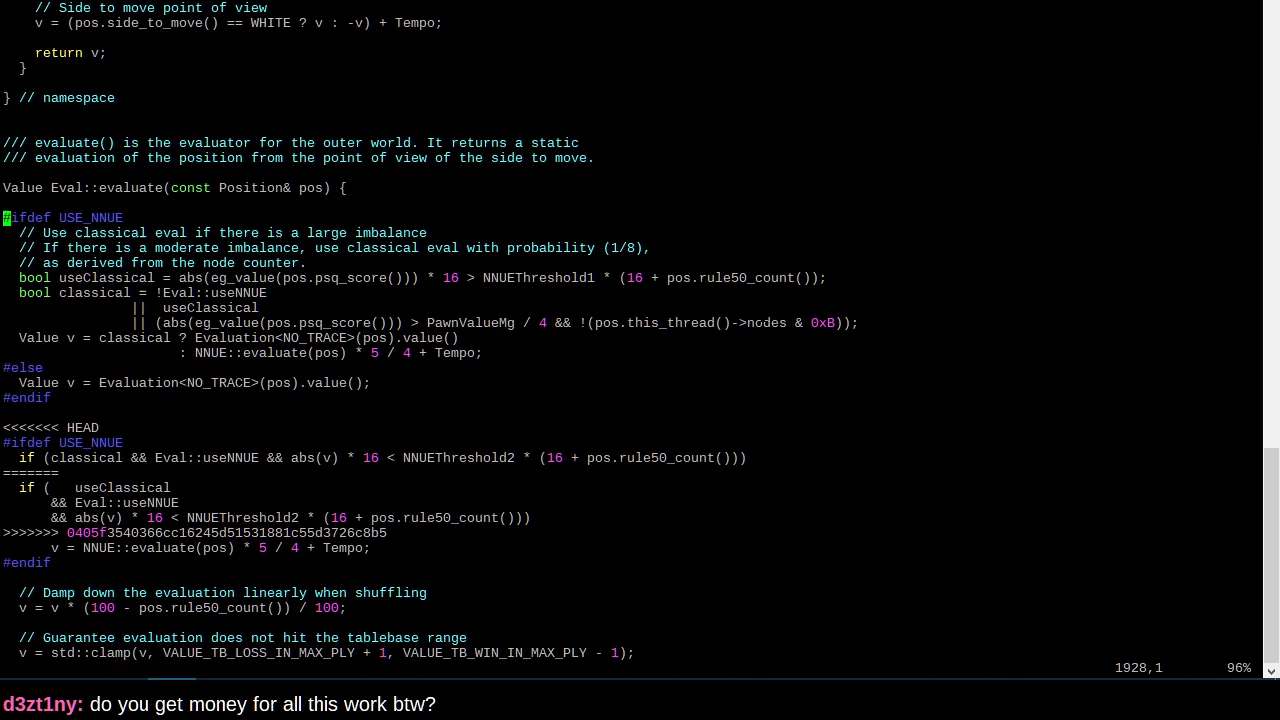 // Side to move point of view
    v = (pos.side_to_move() == WHITE ? v : -v) + Tempo;
    return v;
  }
} // namespace
/// evaluate() is the evaluator for the outer world. It returns a static
/// evaluation of the position from the point of view of the side to move.
Value Eval::evaluate(const Position& pos) {
#ifdef USE_NNUE
  // Use classical eval if there is a large imbalance
  // If there is a moderate imbalance, use classical eval with probability (1/8),
  // as derived from the node counter.
  bool useClassical = abs(eg_value(pos.psq_score())) * 16 > NNUEThreshold1 * (16 + pos.rule50_count());
  bool classical = !Eval::useNNUE
                ||  useClassical
                || (abs(eg_value(pos.psq_score())) > PawnValueMg / 4 && !(pos.this_thread()->nodes & 0xB));
  Value v = classical ? Evaluation<NO_TRACE>(pos).value()
                      : NNUE::evaluate(pos) * 5 / 4 + Tempo;
#else
  Value v = Evaluation<NO_TRACE>(pos).value();
#endif
<<<<<<< HEAD
#ifdef USE_NNUE
  if (classical && Eval::useNNUE && abs(v) * 16 < NNUEThreshold2 * (16 + pos.rule50_count()))
=======
  if (   useClassical
      && Eval::useNNUE
      && abs(v) * 16 < NNUEThreshold2 * (16 + pos.rule50_count()))
>>>>>>> 0405f3540366cc16245d51531881c55d3726c8b5
      v = NNUE::evaluate(pos) * 5 / 4 + Tempo;
#endif
  // Damp down the evaluation linearly when shuffling
  v = v * (100 - pos.rule50_count()) / 100;
  // Guarantee evaluation does not hit the tablebase range
  v = std::clamp(v, VALUE_TB_LOSS_IN_MAX_PLY + 1, VALUE_TB_WIN_IN_MAX_PLY - 1);
1928,1 96%
d3zt1ny: do you get money for all this work btw?